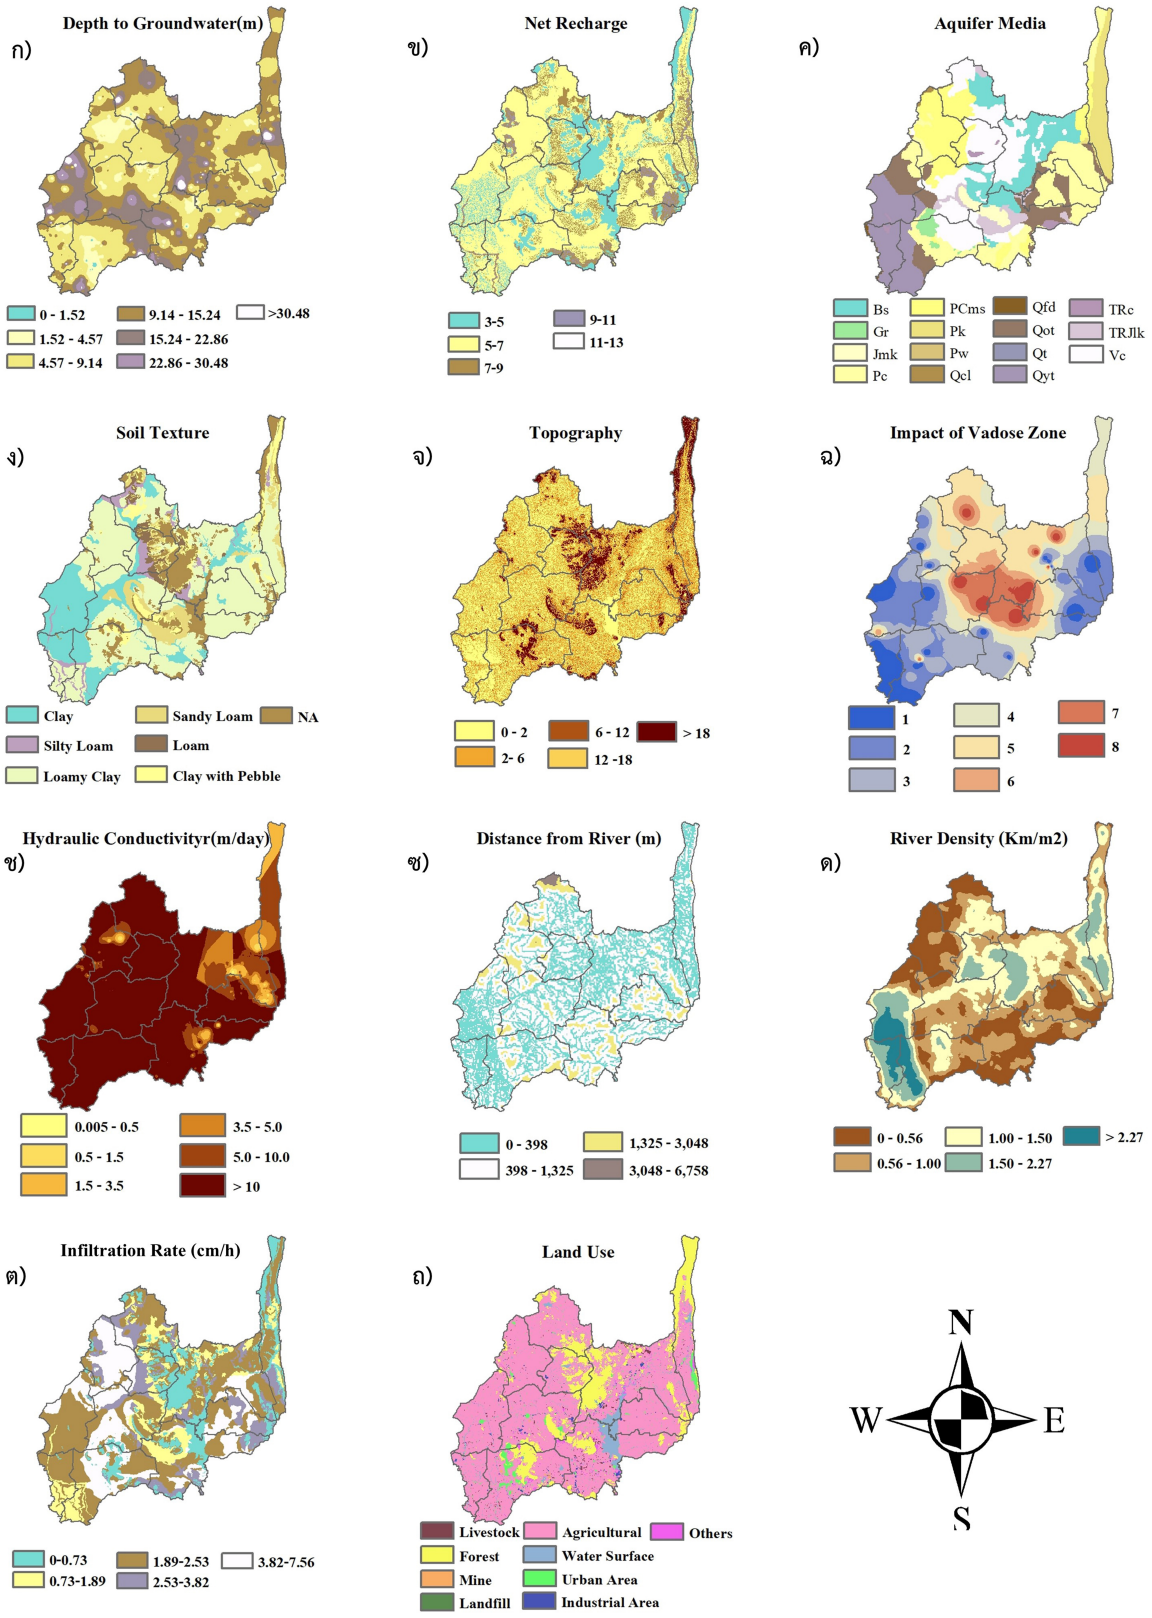 Depth to Groundwater(m)
Net Recharge
Aquifer Media
ก)
ข)
ค)
0 - 1.52
9.14 - 15.24
>30.48
1.52 - 4.57
15.24 - 22.86
4.57 - 9.14
22.86 - 30.48
3-5
9-11
5-7
11-13
7-9
Bs
PCms
Qfd
TRc
Gr
Pk
Qot
TRJlk
Jmk
Pw
Qt
Vc
Pc
Qcl
Qyt
Soil Texture
Topography
Impact of Vadose Zone
ง)
จ)
ฉ)
Clay
Sandy Loam
NA
Silty Loam
Loam
Loamy Clay
Clay with Pebble
0 - 2
6 - 12
> 18
2- 6
12 -18
1
4
7
2
5
8
3
6
Hydraulic Conductivityr(m/day)
Distance from River (m)
River Density (Km/m2)
ช)
ซ)
ด)
0.005 - 0.5
3.5 - 5.0
0.5 - 1.5
5.0 - 10.0
1.5 - 3.5
> 10
0 - 398
1,325 - 3,048
398 - 1,325
3,048 - 6,758
0 - 0.56
1.00 - 1.50
> 2.27
0.56 - 1.00
1.50 - 2.27
Infiltration Rate (cm/h)
Land Use
ต)
ถ)
0-0.73
1.89-2.53
3.82-7.56
0.73-1.89
2.53-3.82
Livestock
Agricultural
Others
Forest
Water Surface
Mine
Urban Area
Landfill
Industrial Area
N
W
E
S